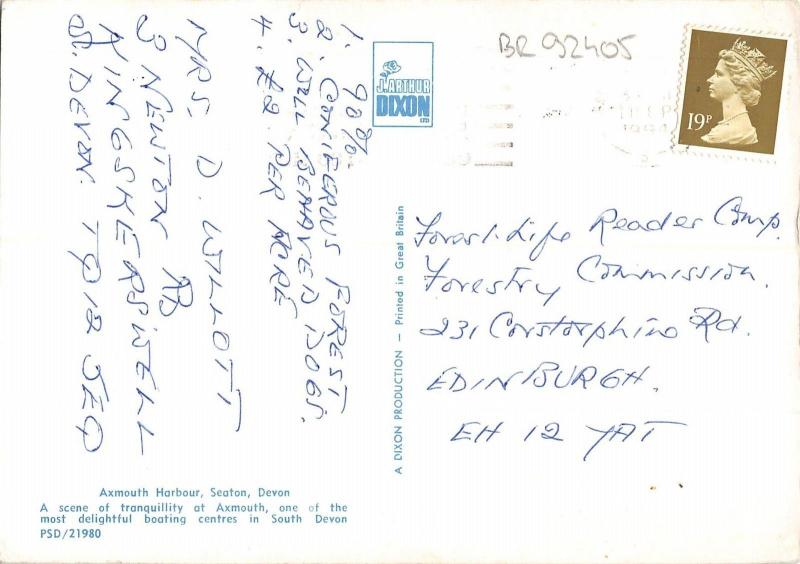 1. 90%.
2. CONIFEROUS FOREST
3. WELL BEHAVED DOGS.
4. £2 PER ACRE
MRS. D. WILLOTT
3 NEWTON RD
KINGSKERSWELL
S. DEVON. TQ12 5EQ
J. ARTHUR
DIXON
LTD
BR 92405
19P
A DIXON PRODUCTION — Printed in Great Britain
Forest Life Reader Comp.
Forestry Commission.
231 Corstorphine Rd.
EDINBURGH.
EH 12 7AT
Axmouth Harbour, Seaton, Devon
A scene of tranquillity at Axmouth, one of the
most delightful boating centres in South Devon
PSD/21980